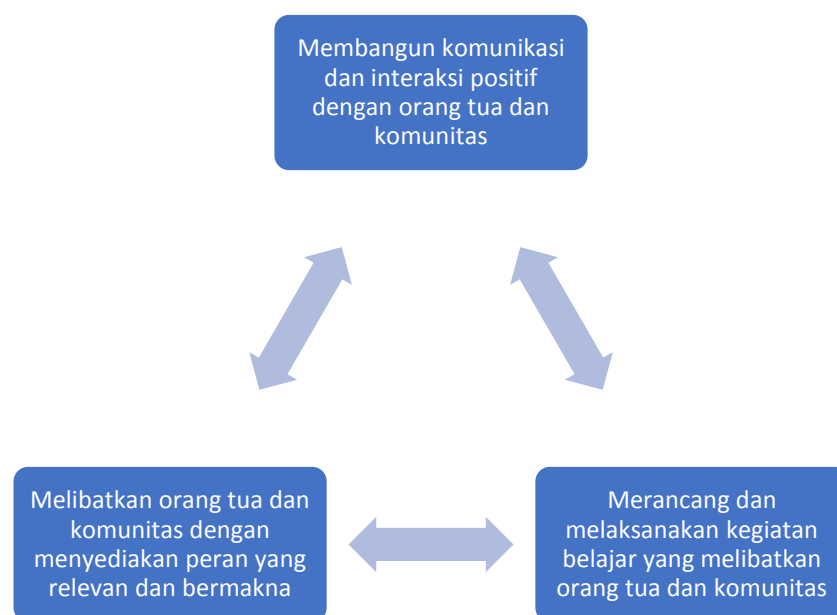 Membangun komunikasi
dan interaksi positif
dengan orang tua dan
komunitas
Melibatkan orang tua dan
komunitas dengan
menyediakan peran yang
relevan dan bermakna
Merancang dan
melaksanakan kegiatan
belajar yang melibatkan
orang tua dan komunitas